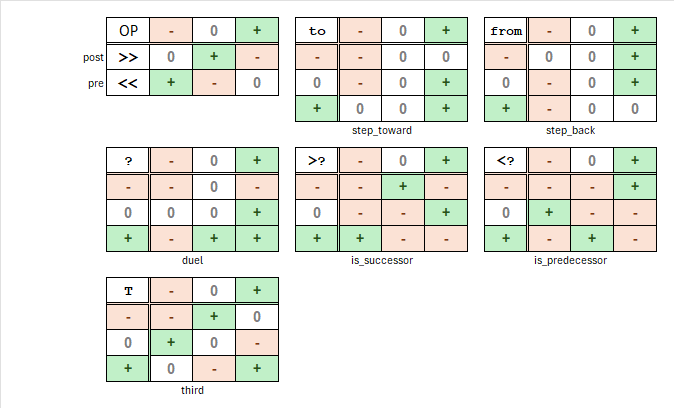 OP - 0 + to - 0 + from - 0 +
post >> 0 + - - - 0 0 - 0 0 +
pre << + - 0 0 - 0 + 0 - 0 +
+ 0 0 + + - 0 0
step_toward step_back
? - 0 + >? - 0 + <? - 0 +
- - 0 - - - + - - - - +
0 0 0 + 0 - - + 0 + - -
+ - + + + + - - + - + -
duel is_successor is_predecessor
T - 0 +
- - + 0
0 + 0 -
+ 0 - +
third